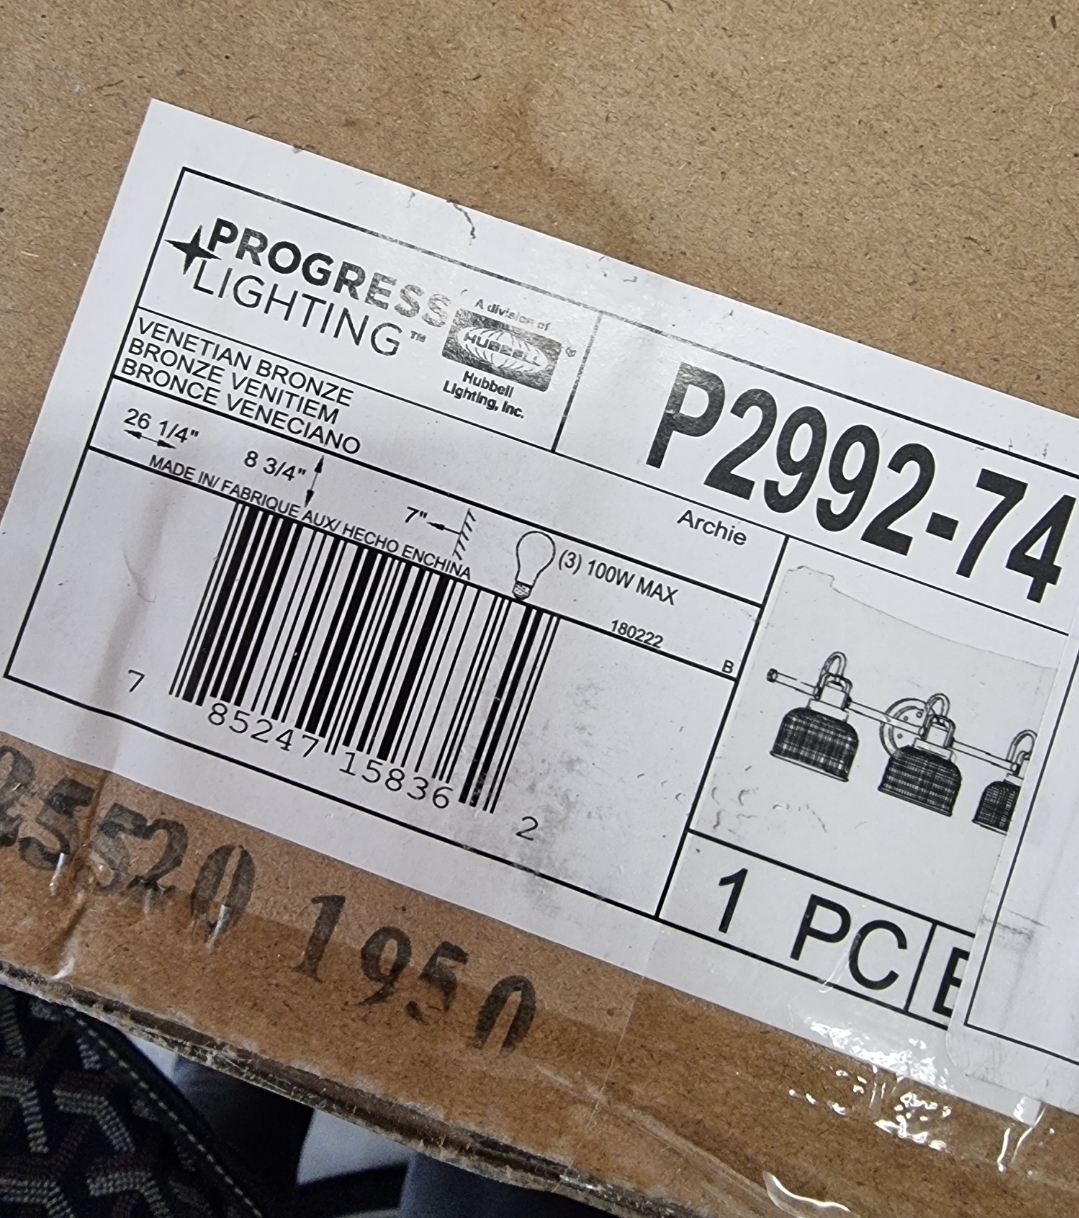 PROGRESS
LIGHTING™
A division of
HUBBELL
Hubbell
Lighting, Inc.
P2992-74
VENETIAN BRONZE
BRONZE VENITIEM
BRONCE VENECIANO
Archie
26 1/4"
8 3/4"
7"
(3) 100W MAX
MADE IN/ FABRIQUE AUX/ HECHO ENCHINA
180222
B
7 85247 15836 2
1 PC
5520 1950